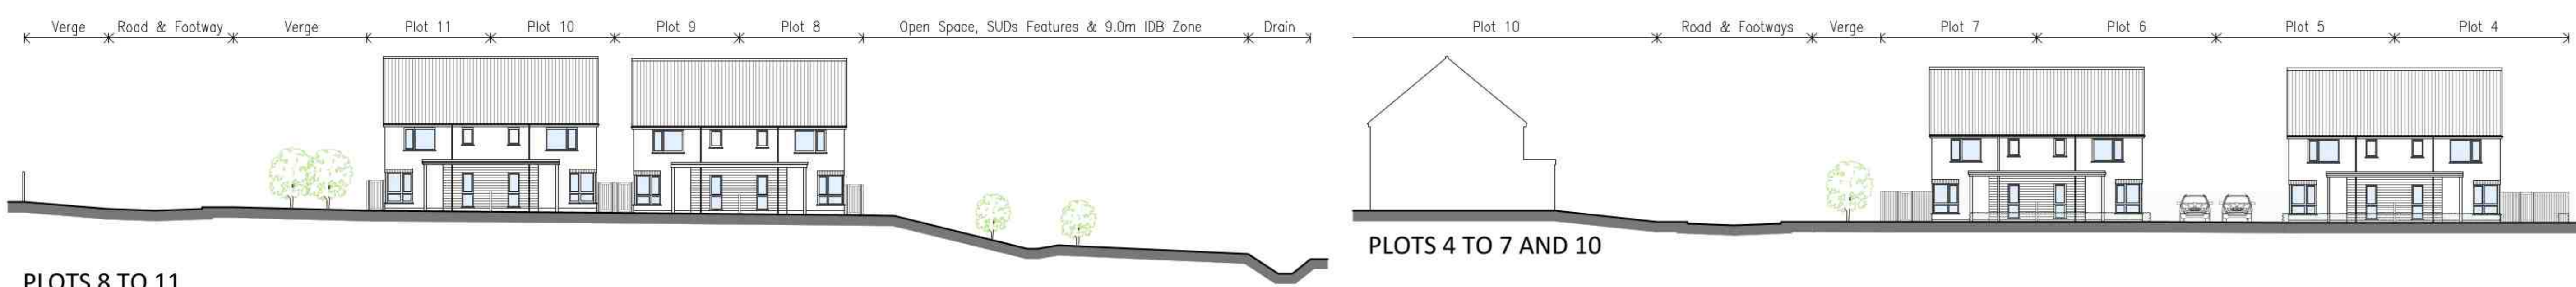 Verge Road & Footway Verge Plot 11 Plot 10 Plot 9 Plot 8 Open Space, SUDs Features & 9.0m IDB Zone Drain
PLOTS 8 TO 11
Plot 10 Road & Footways Verge Plot 7 Plot 6 Plot 5 Plot 4
PLOTS 4 TO 7 AND 10